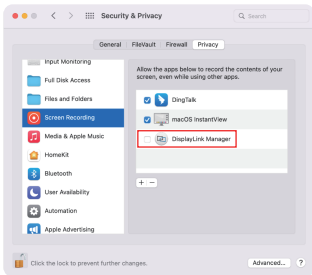 Security & Privacy
Search
General
FileVault
Firewall
Privacy
Input Monitoring
Full Disk Access
Files and Folders
Screen Recording
Media & Apple Music
HomeKit
Bluetooth
User Availability
Automation
Apple Advertising
Allow the apps below to record the contents of your
screen, even while using other apps.
DingTalk
macOS InstantView
DisplayLink Manager
+ −
Click the lock to prevent further changes.
Advanced...
?